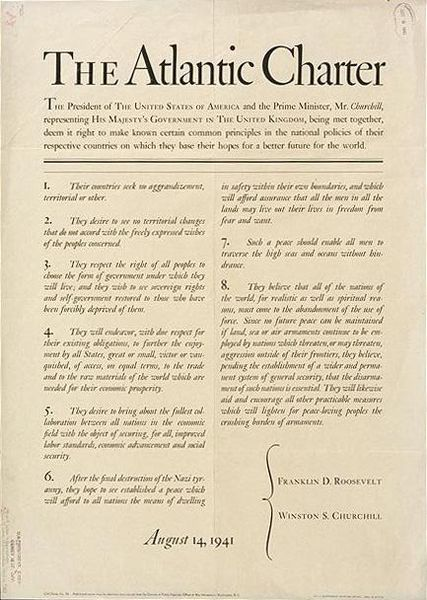 The Atlantic Charter
The President of The United States of America and the Prime Minister, Mr. Churchill,
representing His Majesty's Government in The United Kingdom, being met together,
deem it right to make known certain common principles in the national policies of their
respective countries on which they base their hopes for a better future for the world.
1. Their countries seek no aggrandizement,
territorial or other.
2. They desire to see no territorial changes
that do not accord with the freely expressed wishes
of the peoples concerned.
3. They respect the right of all peoples to
choose the form of government under which they
will live; and they wish to see sovereign rights
and self-government restored to those who have
been forcibly deprived of them.
4. They will endeavor, with due respect for
their existing obligations, to further the enjoy-
ment by all States, great or small, victor or van-
quished, of access, on equal terms, to the trade
and to the raw materials of the world which are
needed for their economic prosperity.
5. They desire to bring about the fullest col-
laboration between all nations in the economic
field with the object of securing, for all, improved
labor standards, economic advancement and social
security.
6. After the final destruction of the Nazi tyr-
anny, they hope to see established a peace which
will afford to all nations the means of dwelling
in safety within their own boundaries, and which
will afford assurance that all the men in all the
lands may live out their lives in freedom from
fear and want.
7. Such a peace should enable all men to
traverse the high seas and oceans without hin-
drance.
8. They believe that all of the nations of
the world, for realistic as well as spiritual rea-
sons, must come to the abandonment of the use of
force. Since no future peace can be maintained
if land, sea or air armaments continue to be em-
ployed by nations which threaten, or may threaten,
aggression outside of their frontiers, they believe,
pending the establishment of a wider and perma-
nent system of general security, that the disarma-
ment of such nations is essential. They will likewise
aid and encourage all other practicable measures
which will lighten for peace-loving peoples the
crushing burden of armaments.
Franklin D. Roosevelt
Winston S. Churchill
August 14, 1941